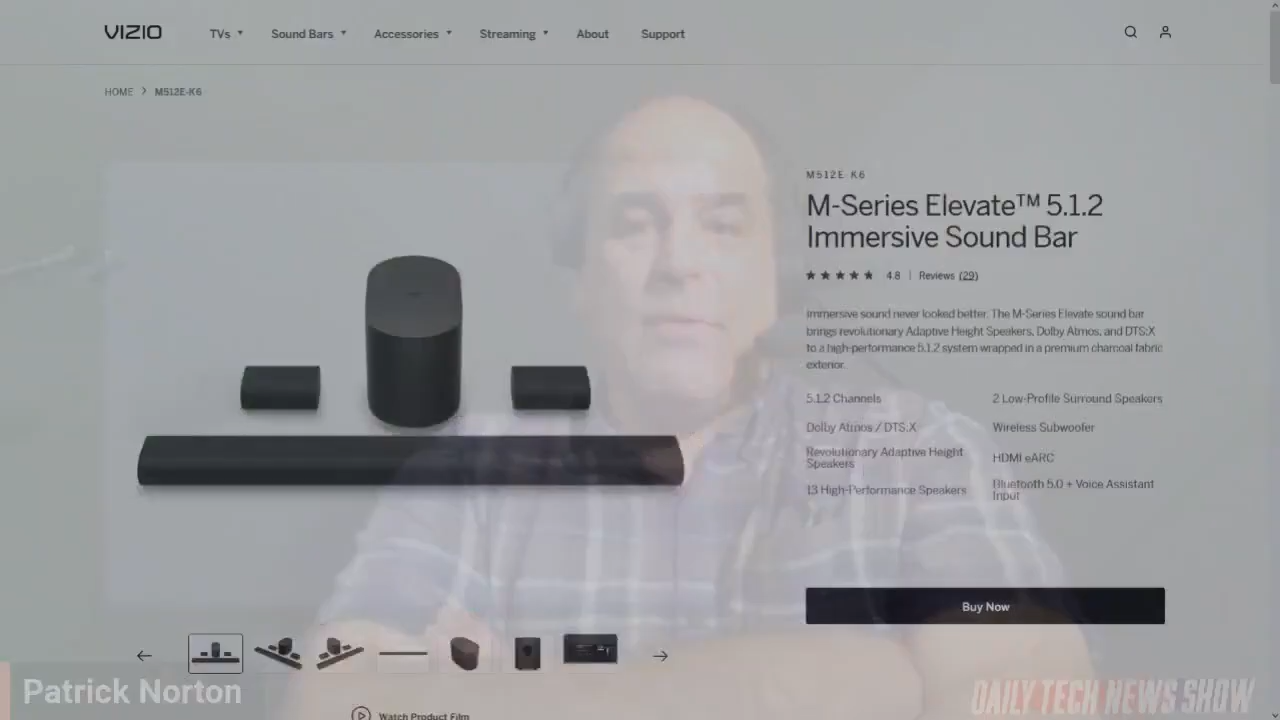 VIZIO
TVs
Sound Bars
Accessories
Streaming
About
Support
HOME > M512E-K6
M512E-K6
M-Series Elevate™ 5.1.2
Immersive Sound Bar
4.8 | Reviews (29)
Immersive sound never looked better. The M-Series Elevate sound bar
brings revolutionary Adaptive Height Speakers, Dolby Atmos, and DTS:X
to a high-performance 5.1.2 system wrapped in a premium charcoal fabric
exterior.
5.1.2 Channels
2 Low-Profile Surround Speakers
Dolby Atmos / DTS:X
Wireless Subwoofer
Revolutionary Adaptive Height
Speakers
HDMI eARC
13 High-Performance Speakers
Bluetooth 5.0 + Voice Assistant
Input
Buy Now
Watch Product Film
Patrick Norton
DAILY TECH NEWS SHOW